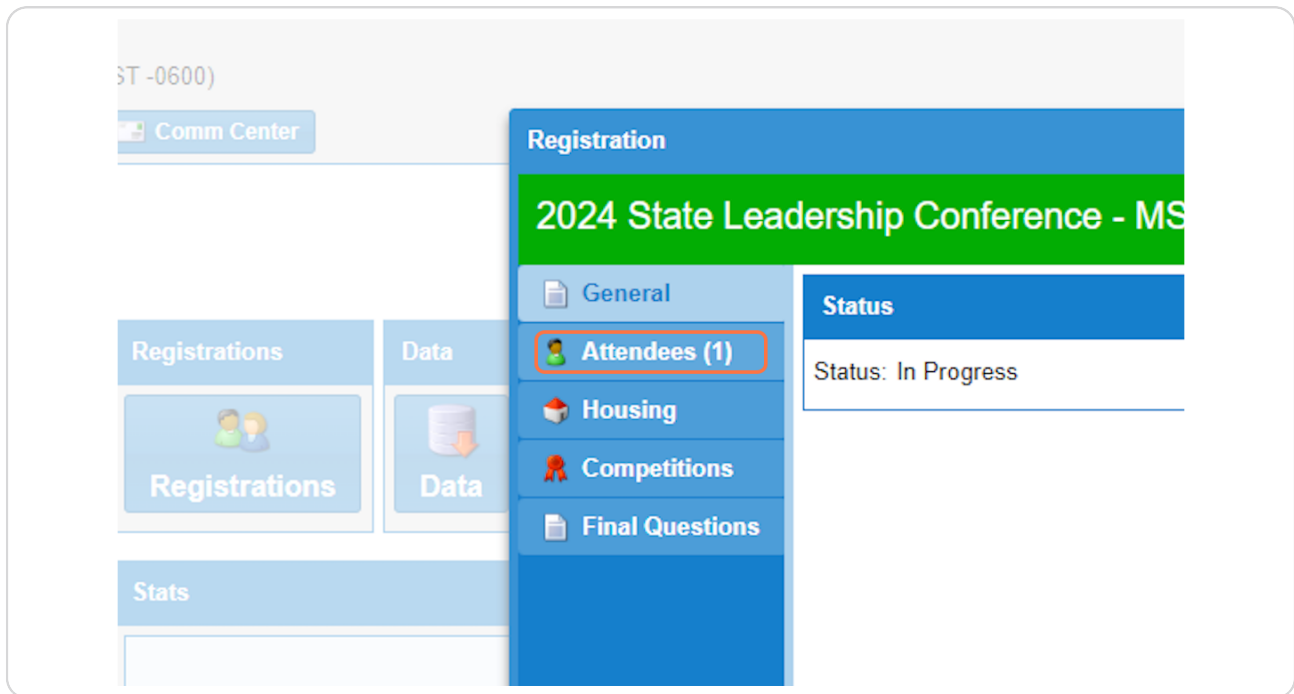 ST -0600)
Comm Center
Registration
2024 State Leadership Conference - MS
General
Attendees (1)
Housing
Competitions
Final Questions
Status
Status: In Progress
Registrations
Data
Registrations
Data
Stats